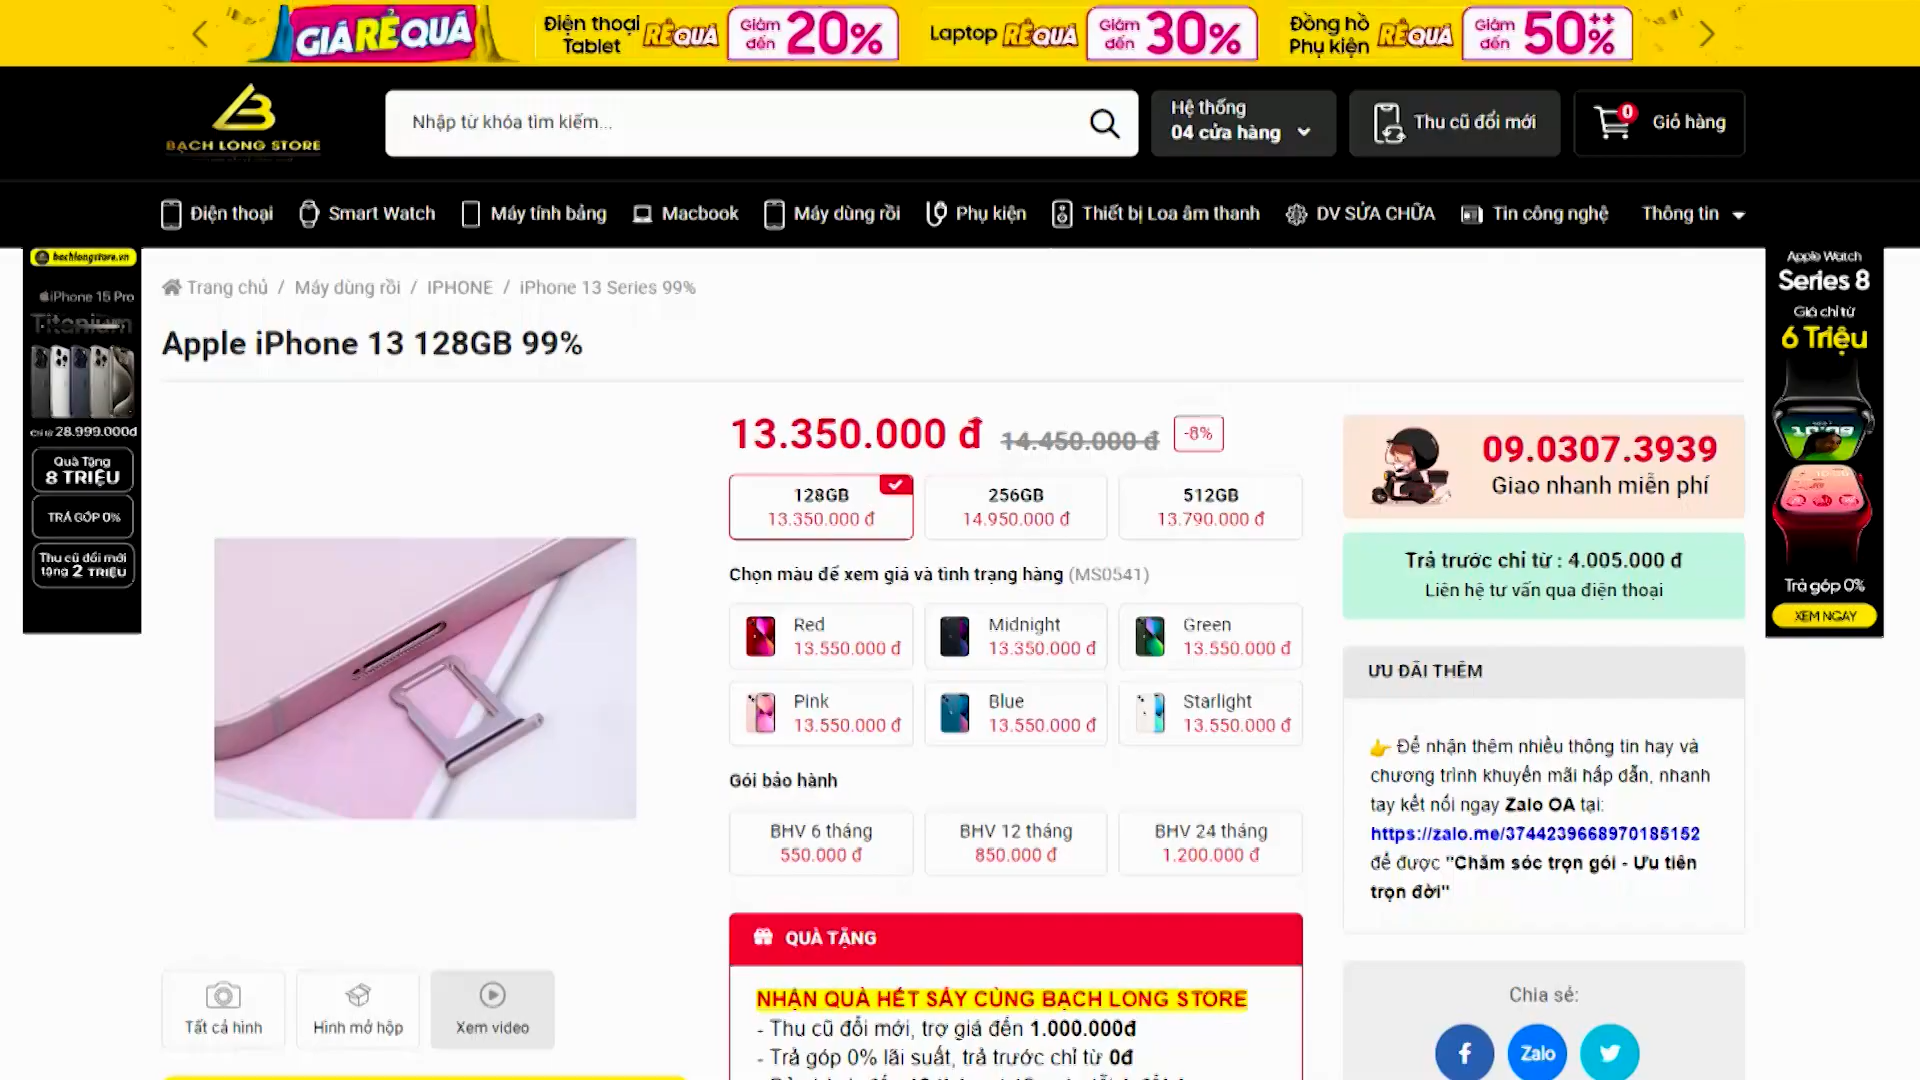 GIÁ RẺ QUÁ
Điện thoại
Tablet
RẺ QUÁ
Giảm
đến
20%
Laptop
RẺ QUÁ
Giảm
đến
30%
Đồng hồ
Phụ kiện
RẺ QUÁ
Giảm
đến
50%++
BẠCH LONG STORE
Nhập từ khóa tìm kiếm...
Hệ thống
04 cửa hàng
Thu cũ đổi mới
0
Giỏ hàng
Điện thoại
Smart Watch
Máy tính bảng
Macbook
Máy dùng rồi
Phụ kiện
Thiết bị Loa âm thanh
DV SỬA CHỮA
Tin công nghệ
Thông tin
bachlongstore.vn
iPhone 15 Pro
Titanium
Chỉ từ 28.999.000đ
Quà Tặng
8 TRIỆU
TRẢ GÓP 0%
Thu cũ đổi mới
tặng 2 TRIỆU
Apple Watch
Series 8
Giá chỉ từ
6 Triệu
Trả góp 0%
XEM NGAY
Trang chủ / Máy dùng rồi / IPHONE / iPhone 13 Series 99%
Apple iPhone 13 128GB 99%
13.350.000 đ 14.450.000 đ -8%
128GB
13.350.000 đ
256GB
14.950.000 đ
512GB
13.790.000 đ
Chọn màu để xem giá và tình trạng hàng (MS0541)
Red
13.550.000 đ
Midnight
13.350.000 đ
Green
13.550.000 đ
Pink
13.550.000 đ
Blue
13.550.000 đ
Starlight
13.550.000 đ
Gói bảo hành
BHV 6 tháng
550.000 đ
BHV 12 tháng
850.000 đ
BHV 24 tháng
1.200.000 đ
QUÀ TẶNG
NHẬN QUÀ HẾT SẢY CÙNG BẠCH LONG STORE
- Thu cũ đổi mới, trợ giá đến 1.000.000đ
- Trả góp 0% lãi suất, trả trước chỉ từ 0đ
09.0307.3939
Giao nhanh miễn phí
Trả trước chỉ từ : 4.005.000 đ
Liên hệ tư vấn qua điện thoại
ƯU ĐÃI THÊM
👉 Để nhận thêm nhiều thông tin hay và
chương trình khuyến mãi hấp dẫn, nhanh
tay kết nối ngay Zalo OA tại:
https://zalo.me/3744239668970185152
để được "Chăm sóc trọn gói - Ưu tiên
trọn đời"
Chia sẻ:
Zalo
Tất cả hình
Hình mở hộp
Xem video